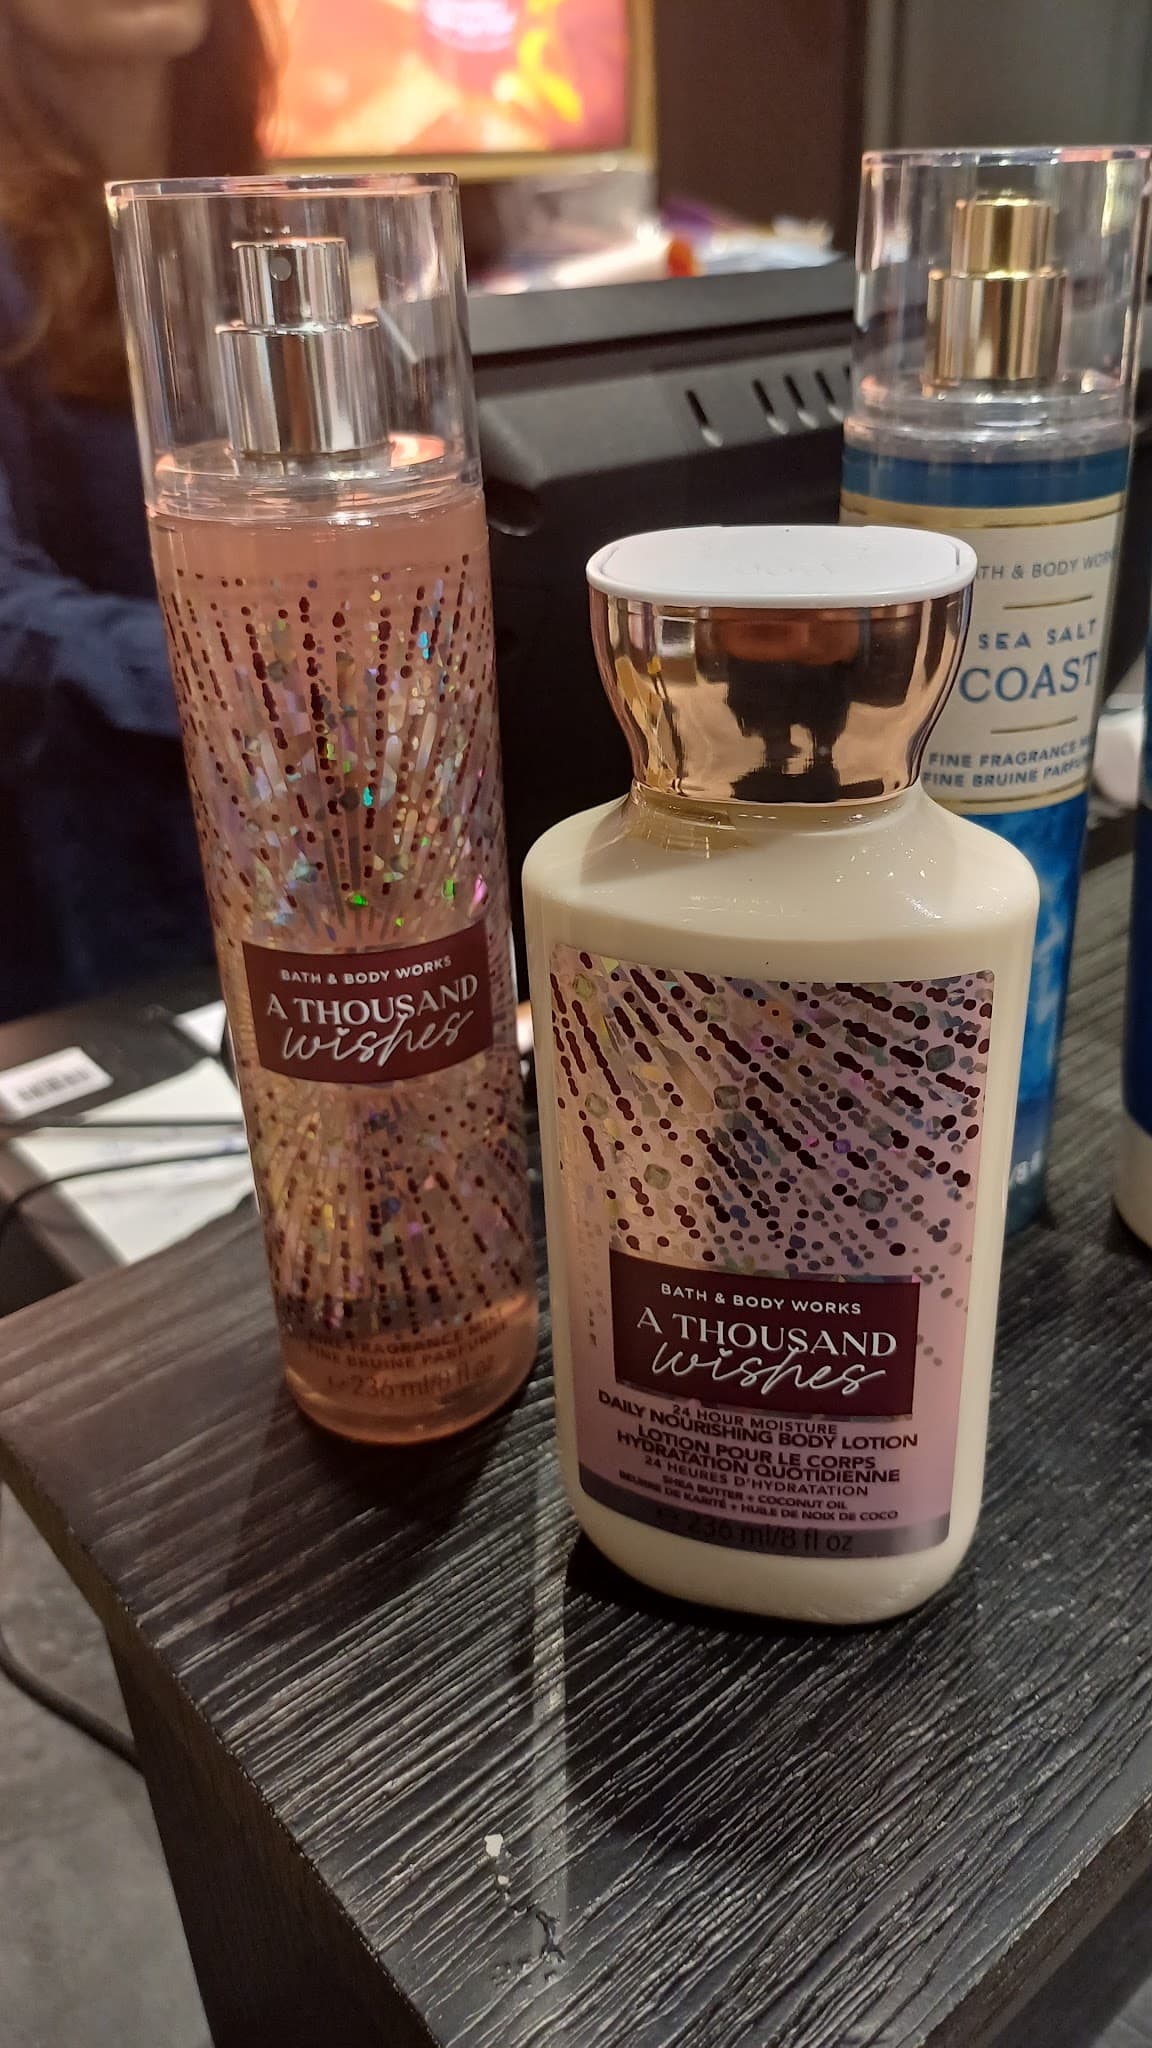 BATH & BODY WORKS
A THOUSAND
wishes
FINE FRAGRANCE MIST
FINE BRUINE PARFUMÉE
236 ml/8 fl oz
BATH & BODY WORKS
A THOUSAND
wishes
24 HOUR MOISTURE
DAILY NOURISHING BODY LOTION
LOTION POUR LE CORPS
HYDRATATION QUOTIDIENNE
24 HEURES D'HYDRATATION
SHEA BUTTER + COCONUT OIL
BEURRE DE KARITÉ + HUILE DE NOIX DE COCO
236 ml/8 fl oz
& BODY
SEA SALT
COAST
FINE FRAGRANCE
FINE BRUINE